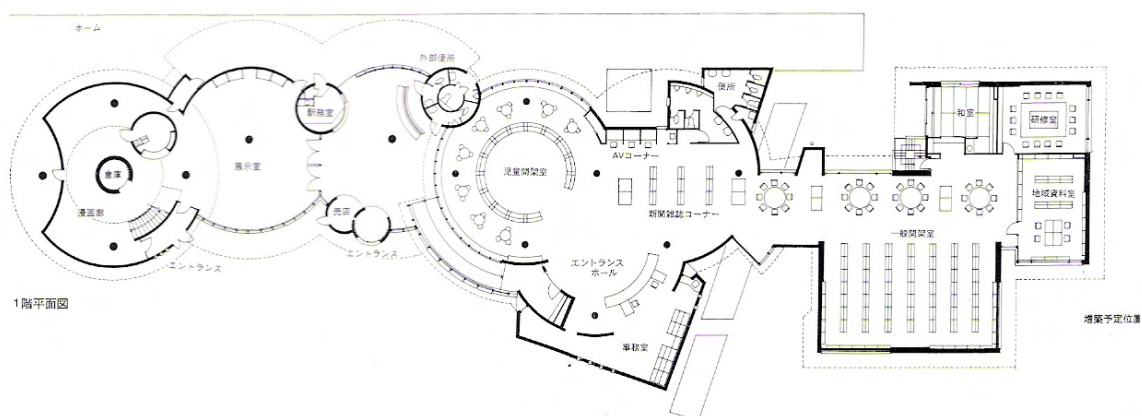 ホーム
外部便所
便所
駅務室
和室
研修室
AVコーナー
児童開架室
倉庫
展示室
地域資料室
漫画廊
売店
新聞雑誌コーナー
一般開架室
エントランス
エントランス
エントランス
ホール
1階平面図
増築予定位置
事務室